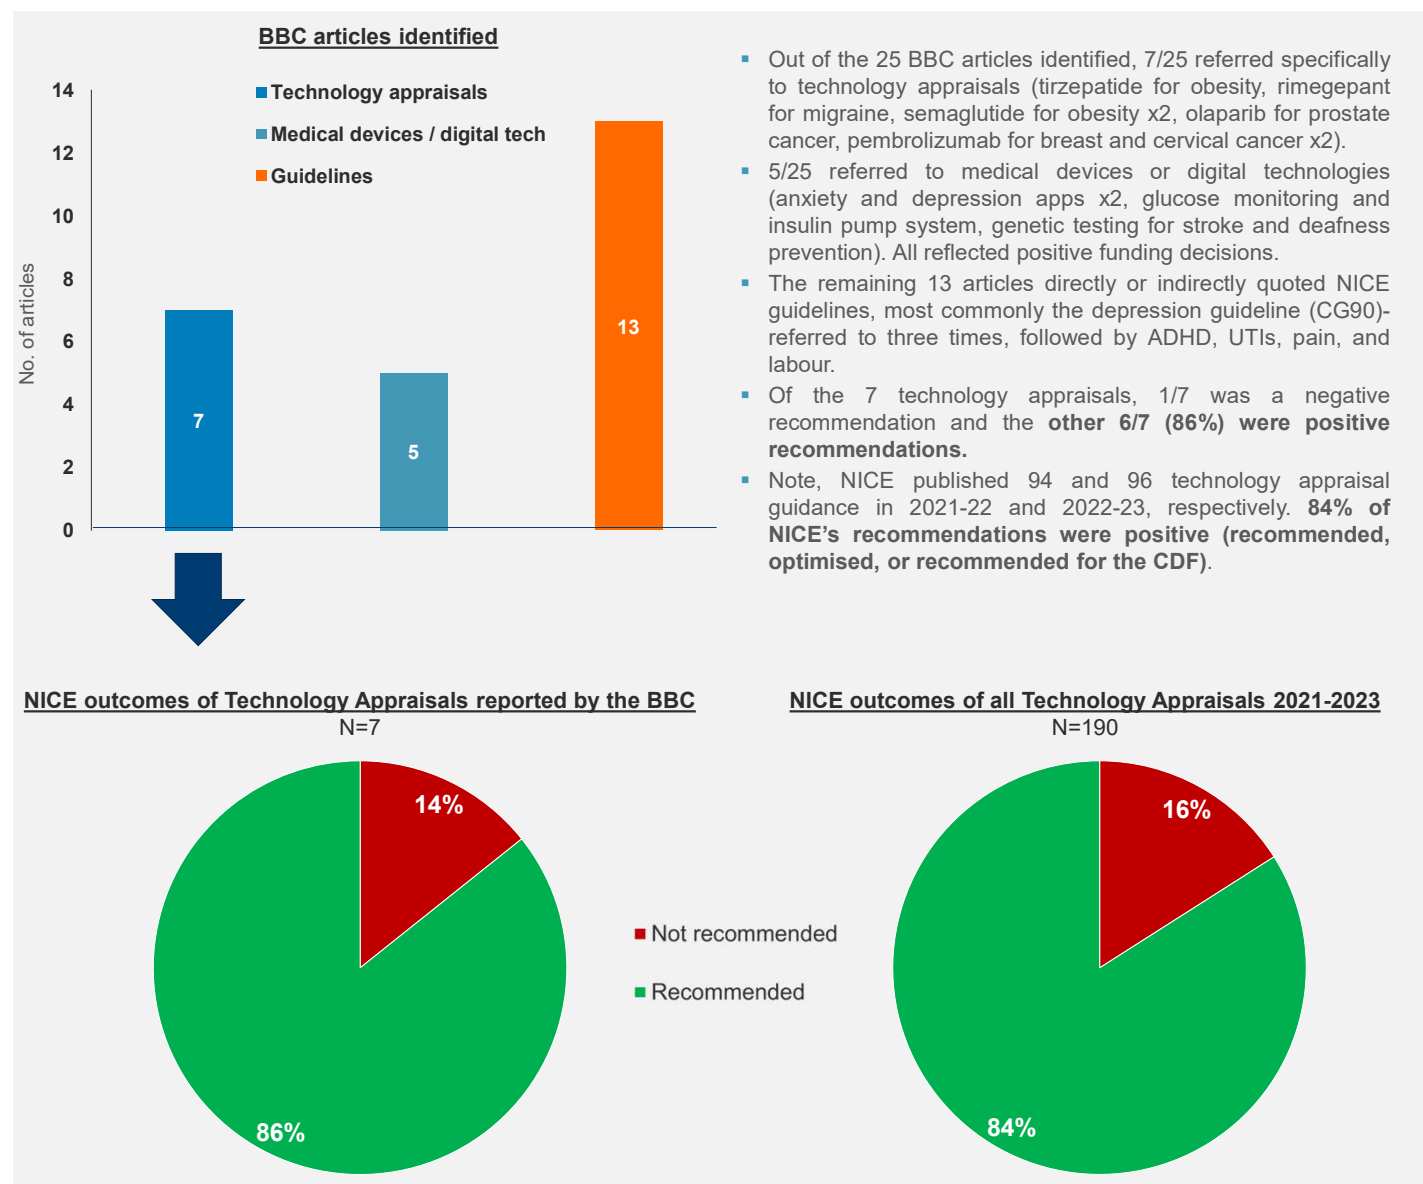 BBC articles identified
Technology appraisals
Medical devices / digital tech
Guidelines
No. of articles
14
12
10
8
6
4
2
0
7
5
13
▪ Out of the 25 BBC articles identified, 7/25 referred specifically
to technology appraisals (tirzepatide for obesity, rimegepant
for migraine, semaglutide for obesity x2, olaparib for prostate
cancer, pembrolizumab for breast and cervical cancer x2).
▪ 5/25 referred to medical devices or digital technologies
(anxiety and depression apps x2, glucose monitoring and
insulin pump system, genetic testing for stroke and deafness
prevention). All reflected positive funding decisions.
▪ The remaining 13 articles directly or indirectly quoted NICE
guidelines, most commonly the depression guideline (CG90)-
referred to three times, followed by ADHD, UTIs, pain, and
labour.
▪ Of the 7 technology appraisals, 1/7 was a negative
recommendation and the other 6/7 (86%) were positive
recommendations.
▪ Note, NICE published 94 and 96 technology appraisal
guidance in 2021-22 and 2022-23, respectively. 84% of
NICE’s recommendations were positive (recommended,
optimised, or recommended for the CDF).
NICE outcomes of Technology Appraisals reported by the BBC
N=7
14%
86%
Not recommended
Recommended
NICE outcomes of all Technology Appraisals 2021-2023
N=190
16%
84%